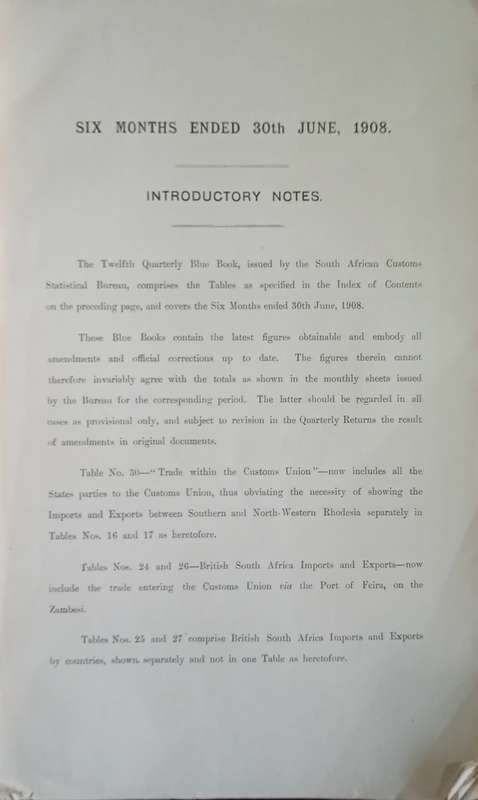 SIX MONTHS ENDED 30th JUNE, 1908.
INTRODUCTORY NOTES.
The Twelfth Quarterly Blue Book, issued by the South African Customs
Statistical Bureau, comprises the Tables as specified in the Index of Contents
on the preceding page, and covers the Six Months ended 30th June, 1908.
These Blue Books contain the latest figures obtainable and embody all
amendments and official corrections up to date. The figures therein cannot
therefore invariably agree with the totals as shown in the monthly sheets issued
by the Bureau for the corresponding period. The latter should be regarded in all
cases as provisional only, and subject to revision in the Quarterly Returns the result
of amendments in original documents.
Table No. 30—"Trade within the Customs Union"—now includes all the
States parties to the Customs Union, thus obviating the necessity of showing the
Imports and Exports between Southern and North-Western Rhodesia separately in
Tables Nos. 16 and 17 as heretofore.
Tables Nos. 24 and 26—British South Africa Imports and Exports—now
include the trade entering the Customs Union via the Port of Feira, on the
Zambesi.
Tables Nos. 25 and 27 comprise British South Africa Imports and Exports
by countries, shown separately and not in one Table as heretofore.